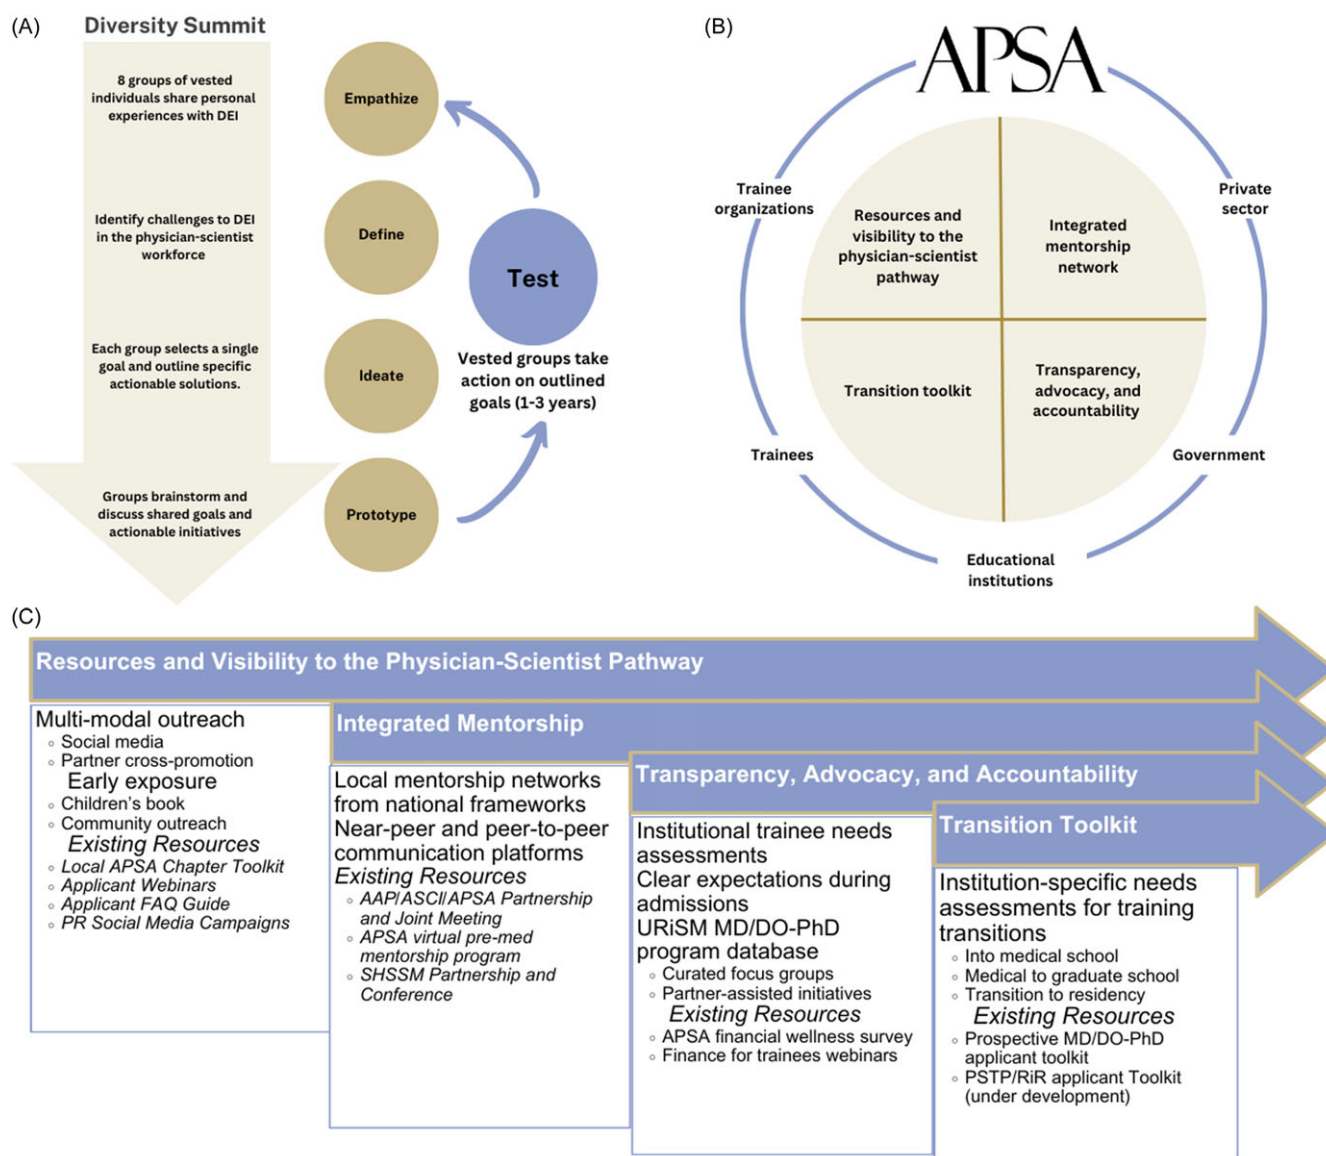 (A)
Diversity Summit
8 groups of vested
individuals share personal
experiences with DEI
Identify challenges to DEI
in the physician-scientist
workforce
Each group selects a single
goal and outline specific
actionable solutions.
Groups brainstorm and
discuss shared goals and
actionable initiatives
Empathize
Define
Ideate
Prototype
Test
Vested groups take
action on outlined
goals (1-3 years)
(B)
APSA
Trainee
organizations
Private
sector
Resources and
visibility to the
physician-scientist
pathway
Integrated
mentorship
network
Transition toolkit
Transparency,
advocacy, and
accountability
Trainees
Government
Educational
institutions
(C)
Resources and Visibility to the Physician-Scientist Pathway
Multi-modal outreach
Social media
Partner cross-promotion
Early exposure
Children's book
Community outreach
Existing Resources
Local APSA Chapter Toolkit
Applicant Webinars
Applicant FAQ Guide
PR Social Media Campaigns
Integrated Mentorship
Local mentorship networks
from national frameworks
Near-peer and peer-to-peer
communication platforms
Existing Resources
AAP/ASCI/APSA Partnership
and Joint Meeting
APSA virtual pre-med
mentorship program
SHSSM Partnership and
Conference
Transparency, Advocacy, and Accountability
Institutional trainee needs
assessments
Clear expectations during
admissions
URiSM MD/DO-PhD
program database
Curated focus groups
Partner-assisted initiatives
Existing Resources
APSA financial wellness survey
Finance for trainees webinars
Transition Toolkit
Institution-specific needs
assessments for training
transitions
Into medical school
Medical to graduate school
Transition to residency
Existing Resources
Prospective MD/DO-PhD
applicant toolkit
PSTP/RiR applicant Toolkit
(under development)